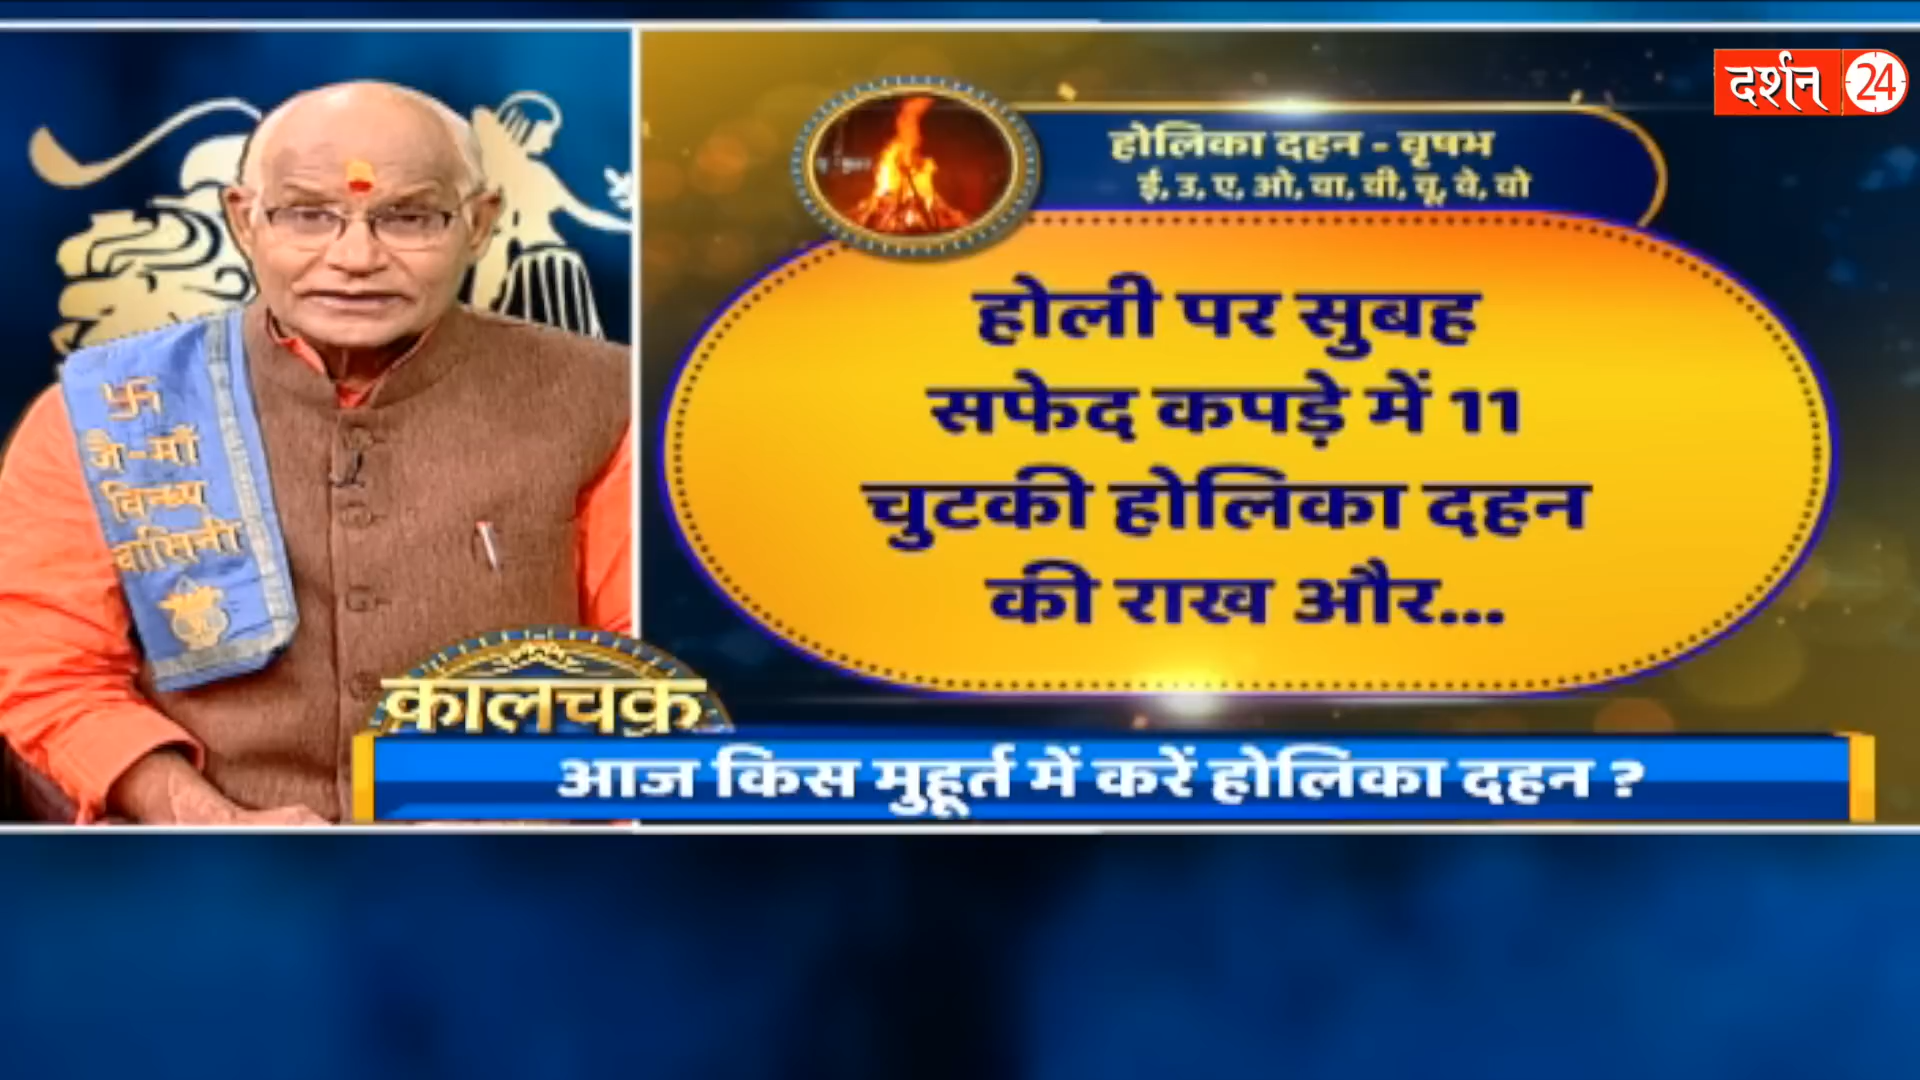 दर्शन 24
होलिका दहन - वृषभ
ई, उ, ए, ओ, वा, वी, वू, वे, वो
होली पर सुबह
सफेद कपड़े में 11
चुटकी होलिका दहन
की राख और...
जै-माँ
विन्ध्य
वासिनी
कालचक्र
आज किस मुहूर्त में करें होलिका दहन ?